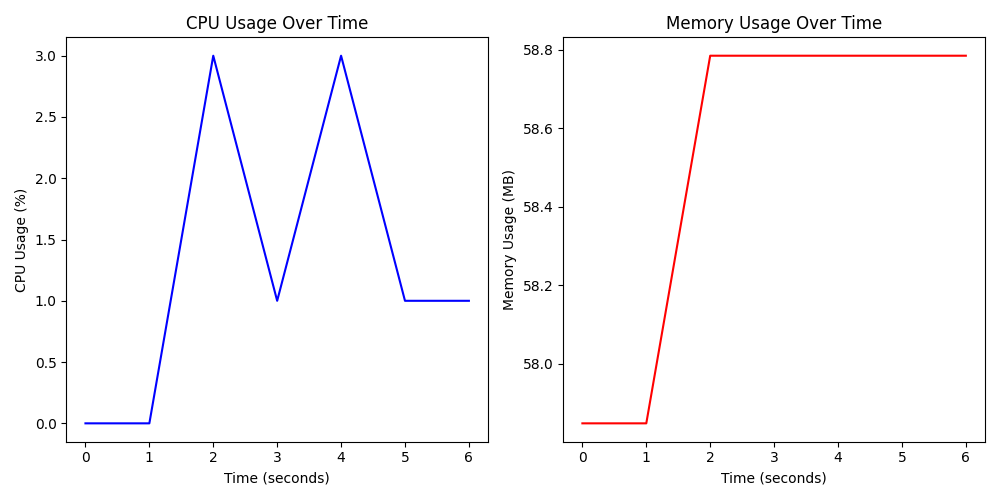 CPU Usage Over Time
CPU Usage (%)
3.0
2.5
2.0
1.5
1.0
0.5
0.0
0 1 2 3 4 5 6
Time (seconds)
Memory Usage Over Time
Memory Usage (MB)
58.8
58.6
58.4
58.2
58.0
0 1 2 3 4 5 6
Time (seconds)